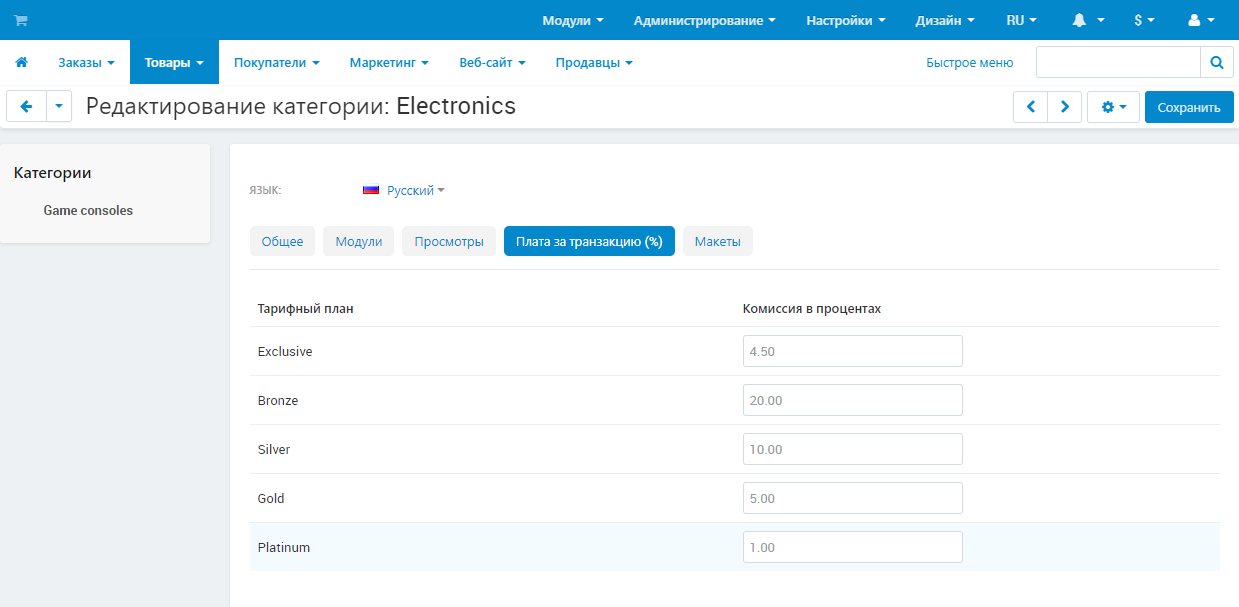 Модули Администрирование Настройки Дизайн RU $
Заказы Товары Покупатели Маркетинг Веб-сайт Продавцы Быстрое меню
Редактирование категории: Electronics Сохранить
Категории
Game consoles
ЯЗЫК: Русский
Общее Модули Просмотры Плата за транзакцию (%) Макеты
Тарифный план Комиссия в процентах
Exclusive 4.50
Bronze 20.00
Silver 10.00
Gold 5.00
Platinum 1.00